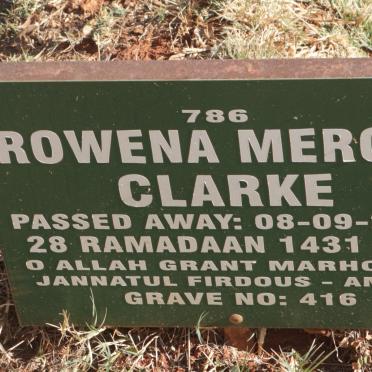 786
ROWENA MERC
CLARKE
PASSED AWAY: 08-09-
28 RAMADAAN 1431
O ALLAH GRANT MARHO
JANNATUL FIRDOUS - AM
GRAVE NO: 416